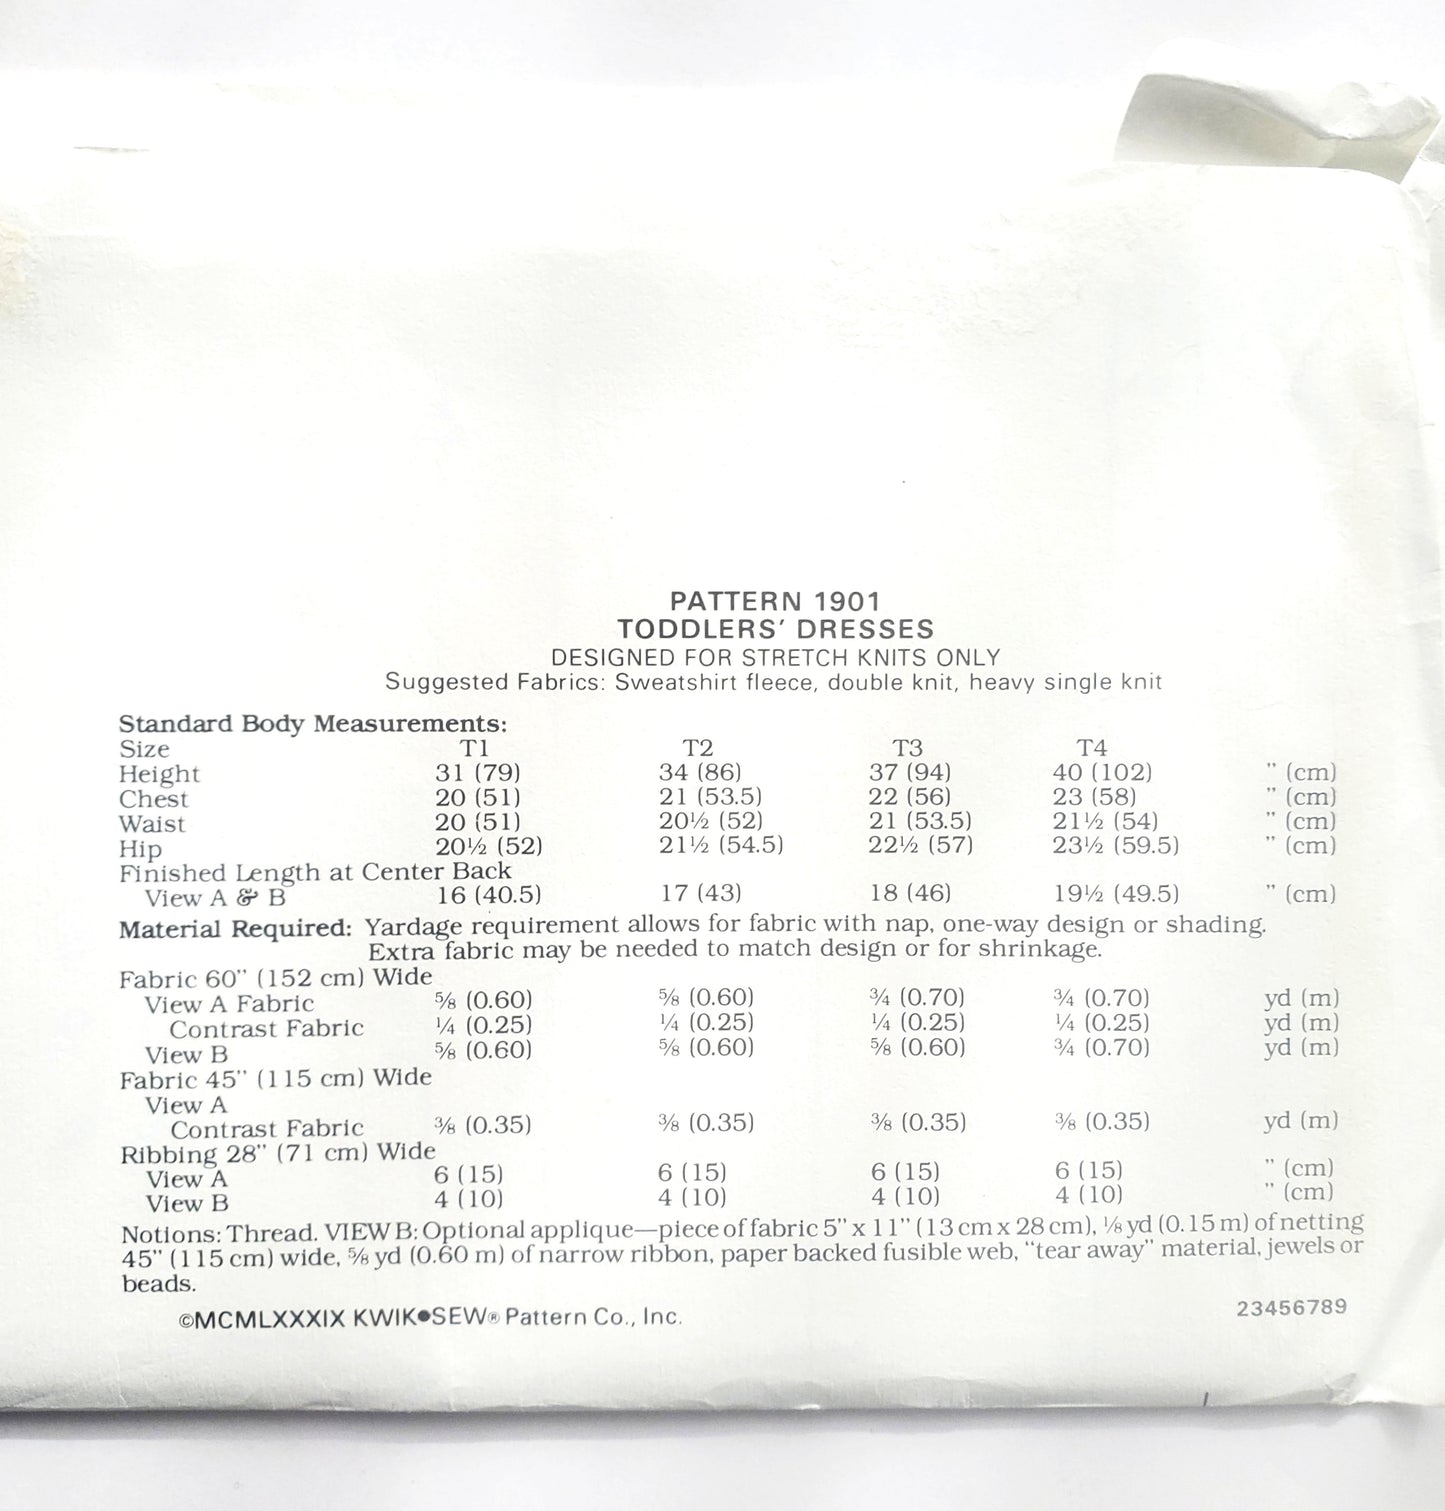 PATTERN 1901
TODDLERS' DRESSES
DESIGNED FOR STRETCH KNITS ONLY
Suggested Fabrics: Sweatshirt fleece, double knit, heavy single knit
Standard Body Measurements:
Size T1 T2 T3 T4
Height 31 (79) 34 (86) 37 (94) 40 (102) " (cm)
Chest 20 (51) 21 (53.5) 22 (56) 23 (58) " (cm)
Waist 20 (51) 20½ (52) 21 (53.5) 21½ (54) " (cm)
Hip 20½ (52) 21½ (54.5) 22½ (57) 23½ (59.5) " (cm)
Finished Length at Center Back
View A & B 16 (40.5) 17 (43) 18 (46) 19½ (49.5) " (cm)
Material Required: Yardage requirement allows for fabric with nap, one-way design or shading.
Extra fabric may be needed to match design or for shrinkage.
Fabric 60" (152 cm) Wide
View A Fabric ⅝ (0.60) ⅝ (0.60) ¾ (0.70) ¾ (0.70) yd (m)
Contrast Fabric ¼ (0.25) ¼ (0.25) ¼ (0.25) ¼ (0.25) yd (m)
View B ⅝ (0.60) ⅝ (0.60) ⅝ (0.60) ¾ (0.70) yd (m)
Fabric 45" (115 cm) Wide
View A
Contrast Fabric ⅜ (0.35) ⅜ (0.35) ⅜ (0.35) ⅜ (0.35) yd (m)
Ribbing 28" (71 cm) Wide
View A 6 (15) 6 (15) 6 (15) 6 (15) " (cm)
View B 4 (10) 4 (10) 4 (10) 4 (10) " (cm)
Notions: Thread. VIEW B: Optional applique—piece of fabric 5" x 11" (13 cm x 28 cm), ⅛ yd (0.15 m) of netting
45" (115 cm) wide, ⅝ yd (0.60 m) of narrow ribbon, paper backed fusible web, "tear away" material, jewels or
beads.
©MCMLXXXIX KWIK•SEW® Pattern Co., Inc.
23456789